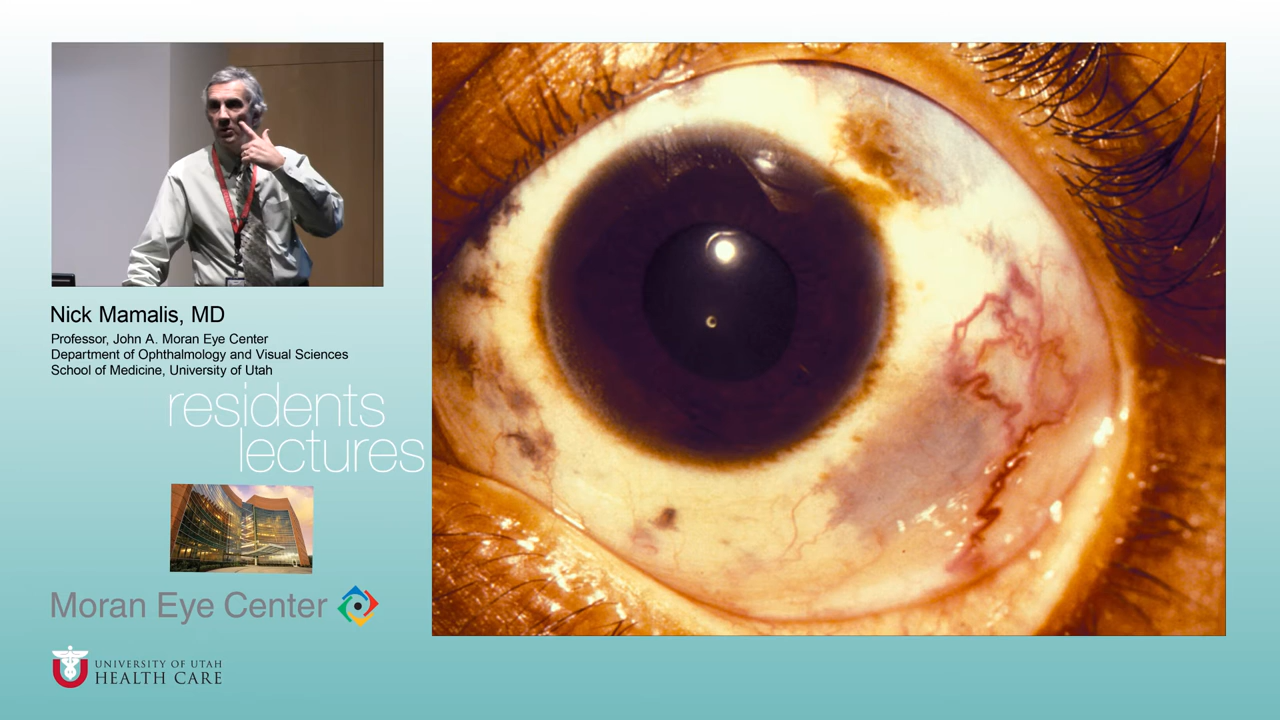 Nick Mamalis, MD
Professor, John A. Moran Eye Center
Department of Ophthalmology and Visual Sciences
School of Medicine, University of Utah
residents
lectures
Moran Eye Center
UNIVERSITY OF UTAH
HEALTH CARE